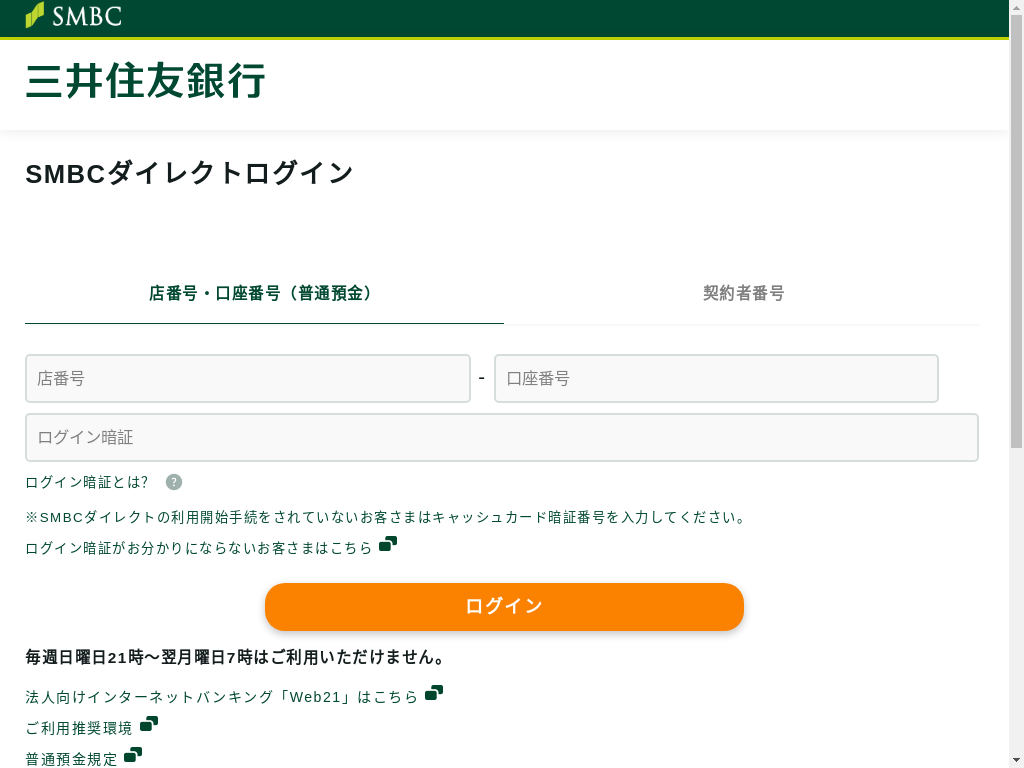 SMBC
三井住友銀行
SMBCダイレクトログイン
店番号・口座番号（普通預金）
契約者番号
店番号 - 口座番号
ログイン暗証
ログイン暗証とは? ?
※SMBCダイレクトの利用開始手続をされていないお客さまはキャッシュカード暗証番号を入力してください。
ログイン暗証がお分かりにならないお客さまはこちら
ログイン
毎週日曜日21時〜翌月曜日7時はご利用いただけません。
法人向けインターネットバンキング「Web21」はこちら
ご利用推奨環境
普通預金規定